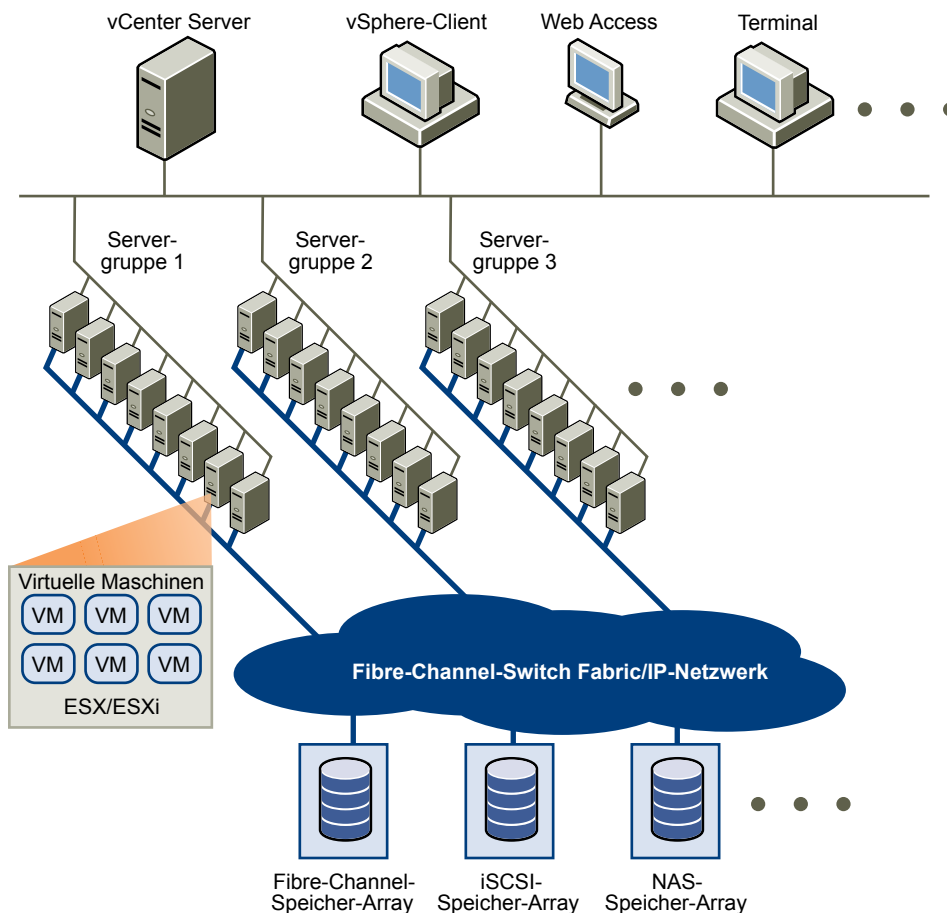 vCenter Server
vSphere-Client
Web Access
Terminal
Server-
gruppe 1
Server-
gruppe 2
Server-
gruppe 3
Virtuelle Maschinen
VM VM VM
VM VM VM
ESX/ESXi
Fibre-Channel-Switch Fabric/IP-Netzwerk
Fibre-Channel-
Speicher-Array
iSCSI-
Speicher-Array
NAS-
Speicher-Array